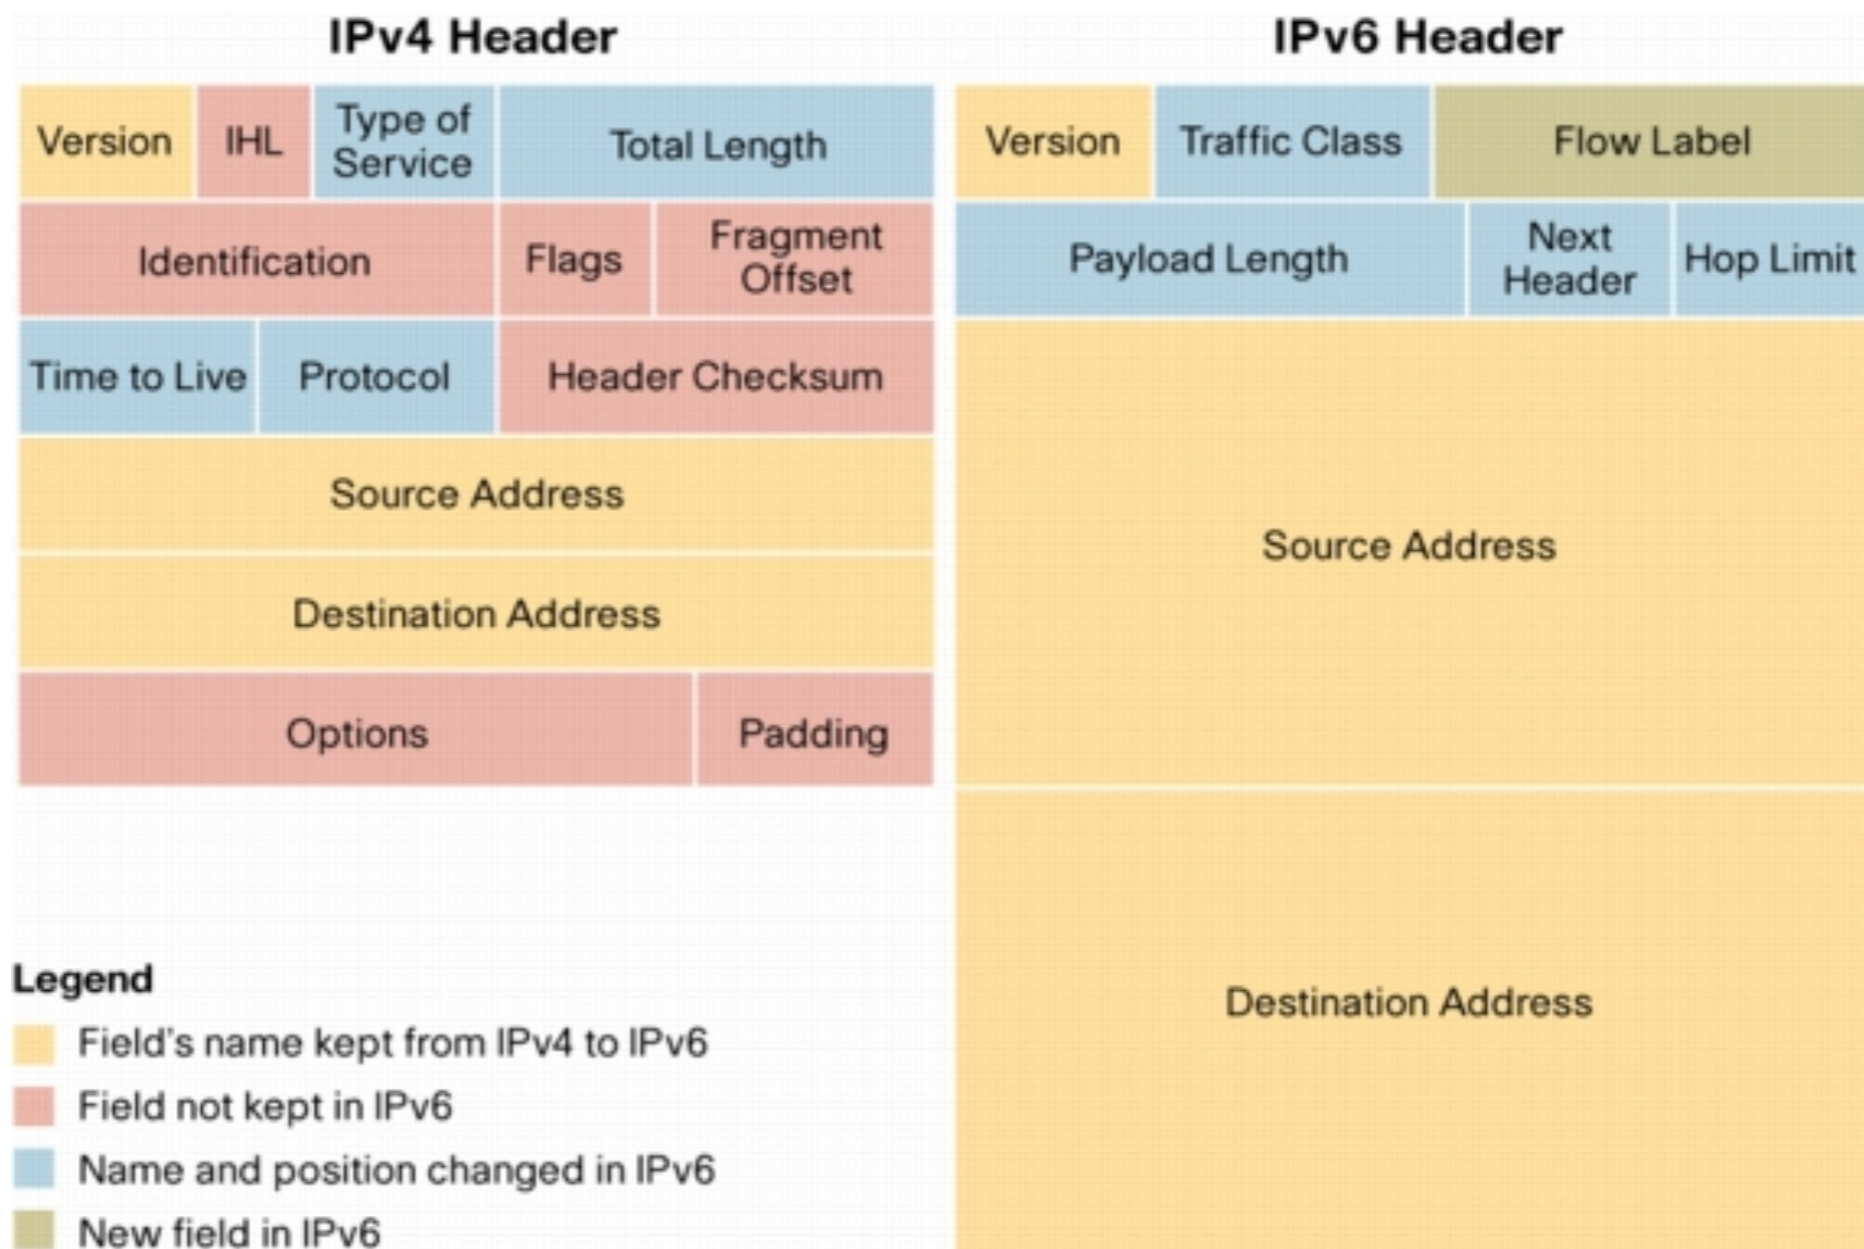 IPv4 Header
IPv6 Header
Version
IHL
Type of
Service
Total Length
Version
Traffic Class
Flow Label
Identification
Flags
Fragment
Offset
Payload Length
Next
Header
Hop Limit
Time to Live
Protocol
Header Checksum
Source Address
Source Address
Destination Address
Options
Padding
Destination Address
Legend
Field's name kept from IPv4 to IPv6
Field not kept in IPv6
Name and position changed in IPv6
New field in IPv6